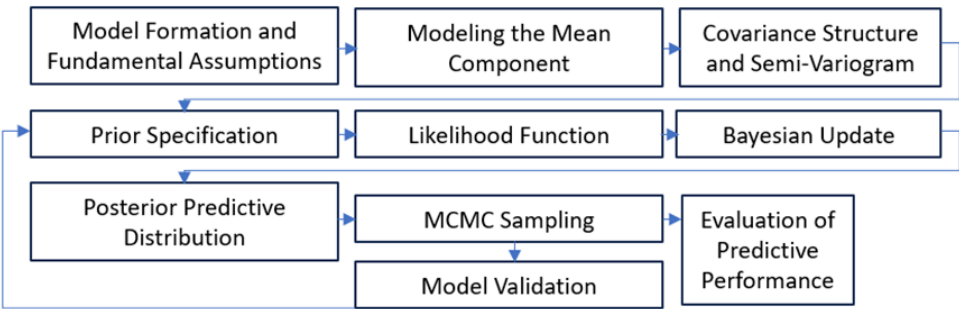 Model Formation and
Fundamental Assumptions
Modeling the Mean
Component
Covariance Structure
and Semi-Variogram
Prior Specification
Likelihood Function
Bayesian Update
Posterior Predictive
Distribution
MCMC Sampling
Evaluation of
Predictive
Performance
Model Validation